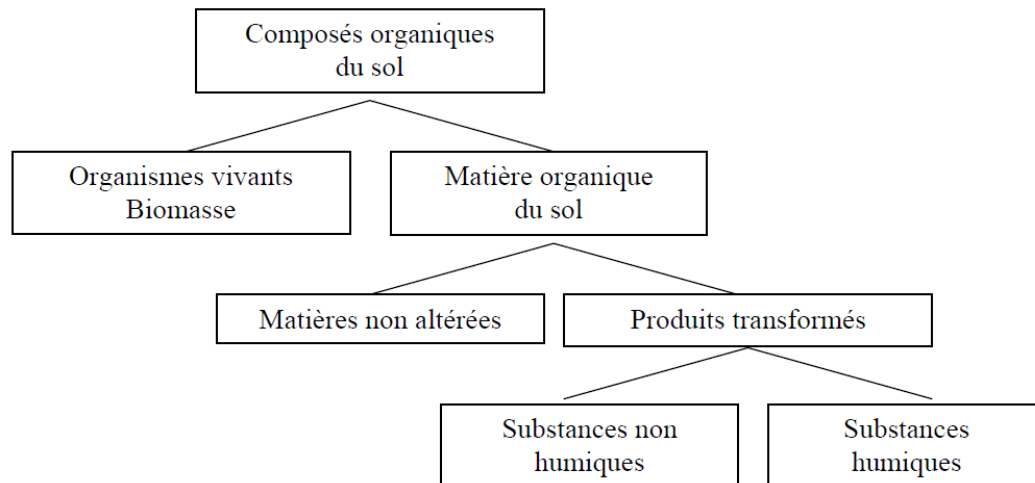 Composés organiques
du sol
Organismes vivants
Biomasse
Matière organique
du sol
Matières non altérées
Produits transformés
Substances non
humiques
Substances
humiques